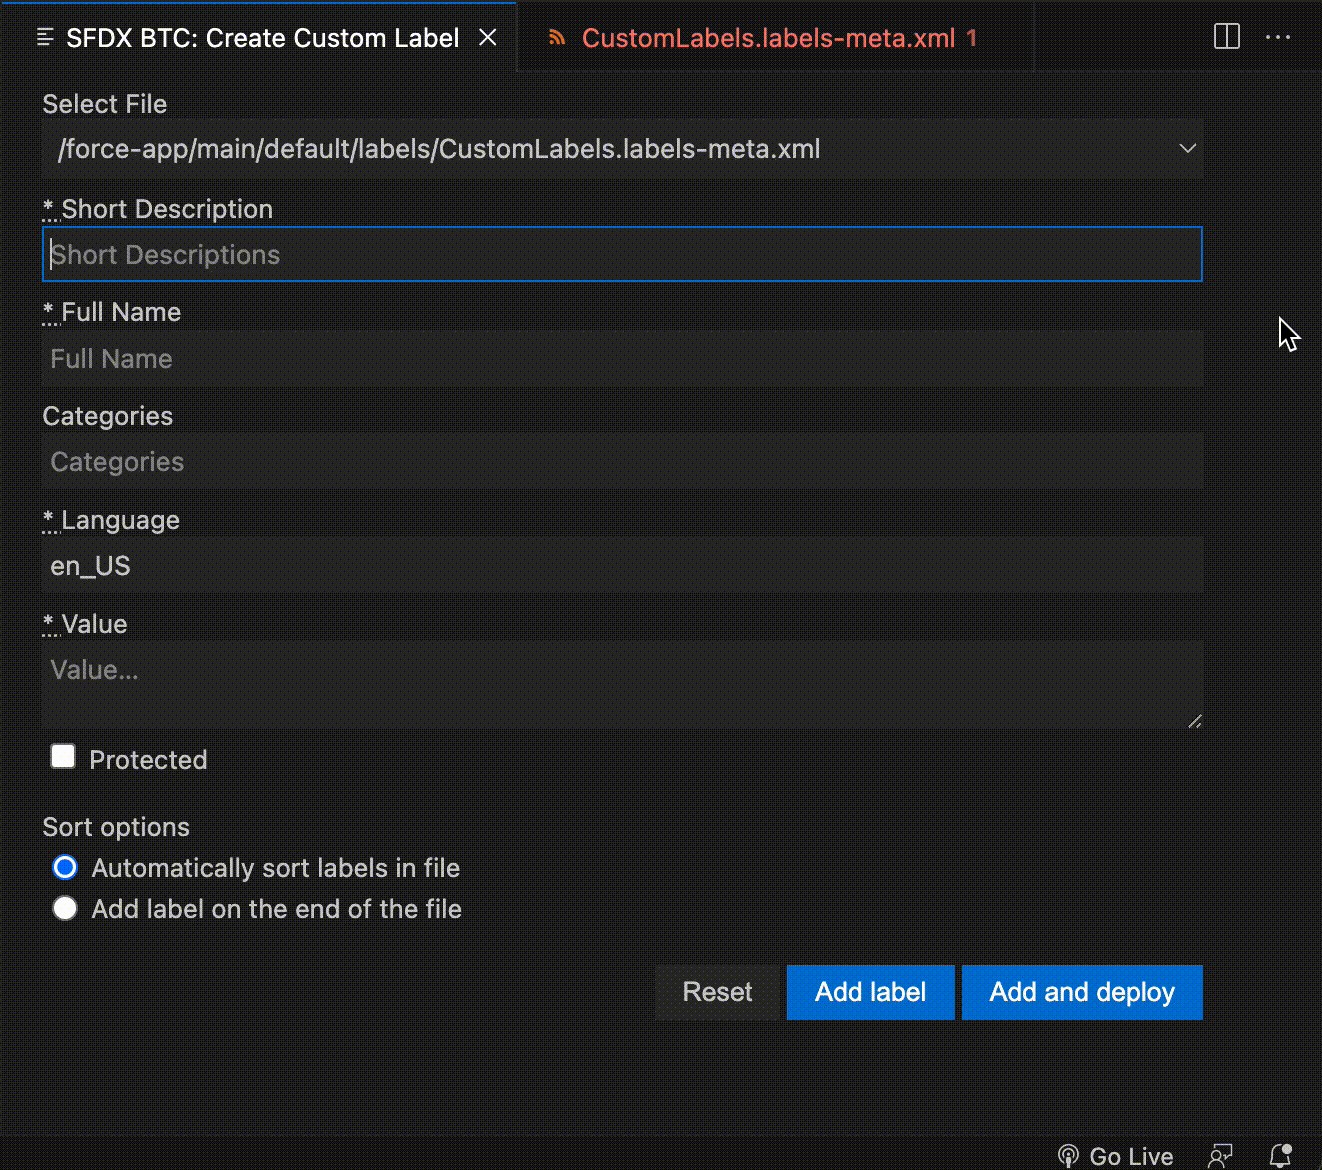 SFDX BTC: Create Custom Label
CustomLabels.labels-meta.xml 1
Select File
/force-app/main/default/labels/CustomLabels.labels-meta.xml
* Short Description
Short Descriptions
* Full Name
Full Name
Categories
Categories
* Language
en_US
* Value
Value...
Protected
Sort options
Automatically sort labels in file
Add label on the end of the file
Reset Add label Add and deploy
Go Live